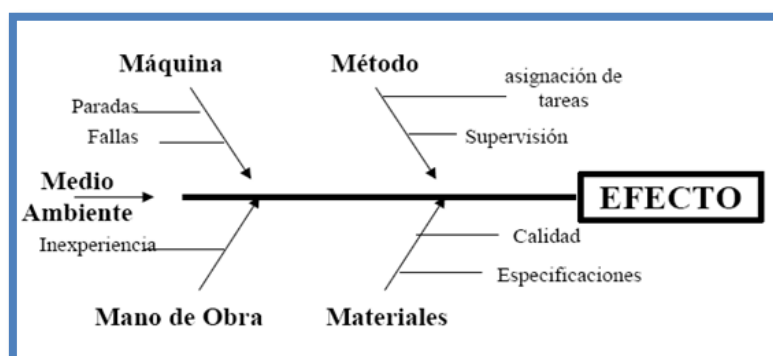 Máquina
Método
Paradas
Fallas
asignación de
tareas
Supervisión
Medio
Ambiente
EFECTO
Inexperiencia
Calidad
Especificaciones
Mano de Obra
Materiales